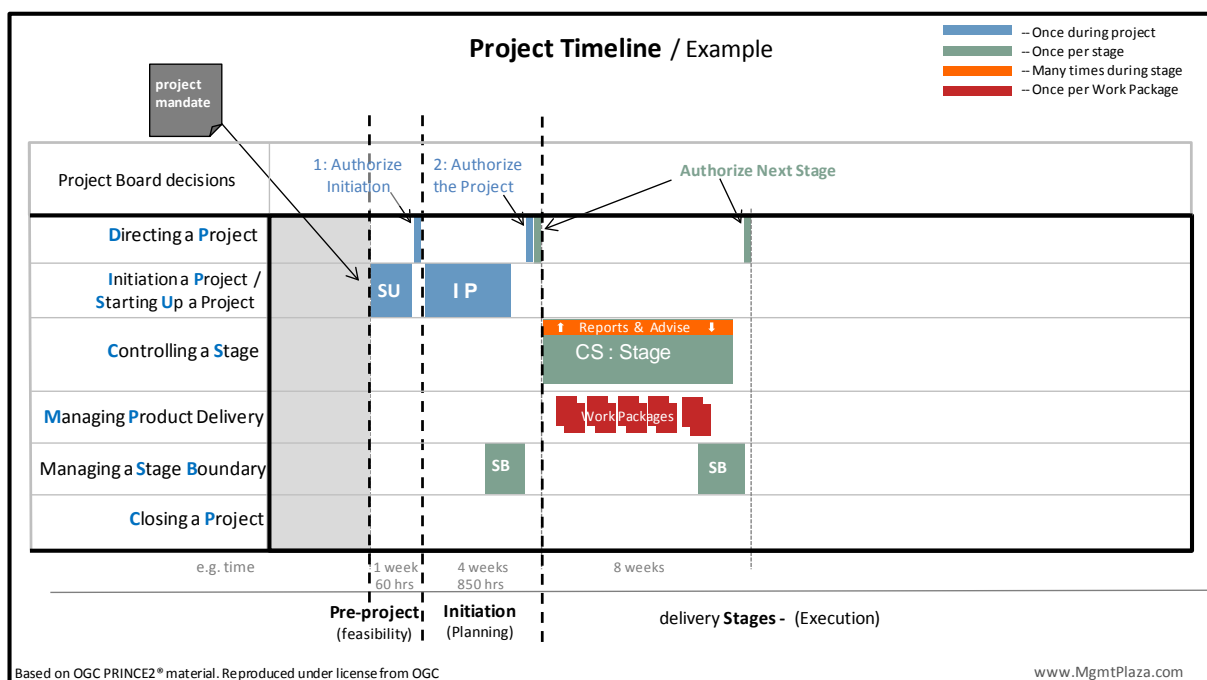 Project Timeline / Example
-- Once during project
-- Once per stage
-- Many times during stage
-- Once per Work Package
project
mandate
Project Board decisions
1: Authorize
Initiation
2: Authorize
the Project
Authorize Next Stage
Directing a Project
Initiation a Project /
Starting Up a Project
SU
I P
Controlling a Stage
⬆ Reports & Advise ⬇
CS : Stage
Managing Product Delivery
Work Packages
Managing a Stage Boundary
SB
SB
Closing a Project
e.g. time
1 week
60 hrs
4 weeks
850 hrs
8 weeks
Pre-project
(feasibility)
Initiation
(Planning)
delivery Stages - (Execution)
Based on OGC PRINCE2® material. Reproduced under license from OGC
www.MgmtPlaza.com